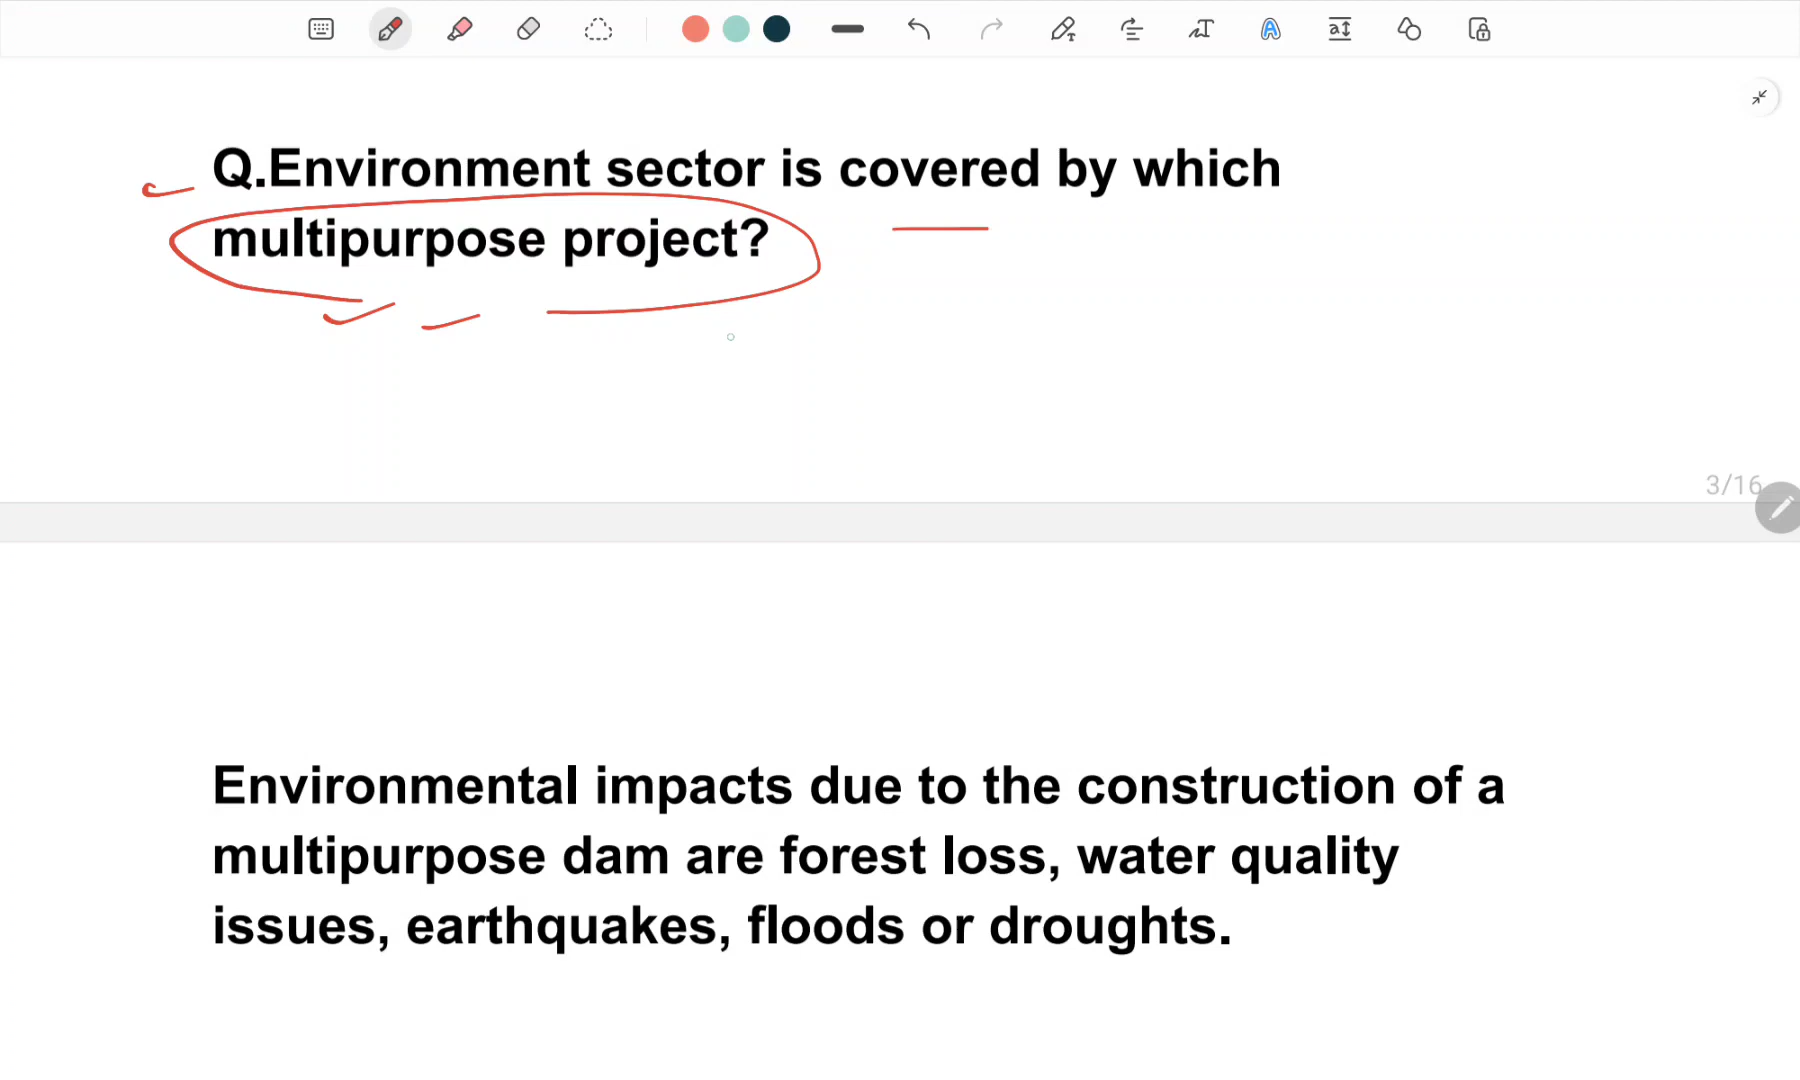 Q.Environment sector is covered by which
multipurpose project?
3/16
Environmental impacts due to the construction of a
multipurpose dam are forest loss, water quality
issues, earthquakes, floods or droughts.